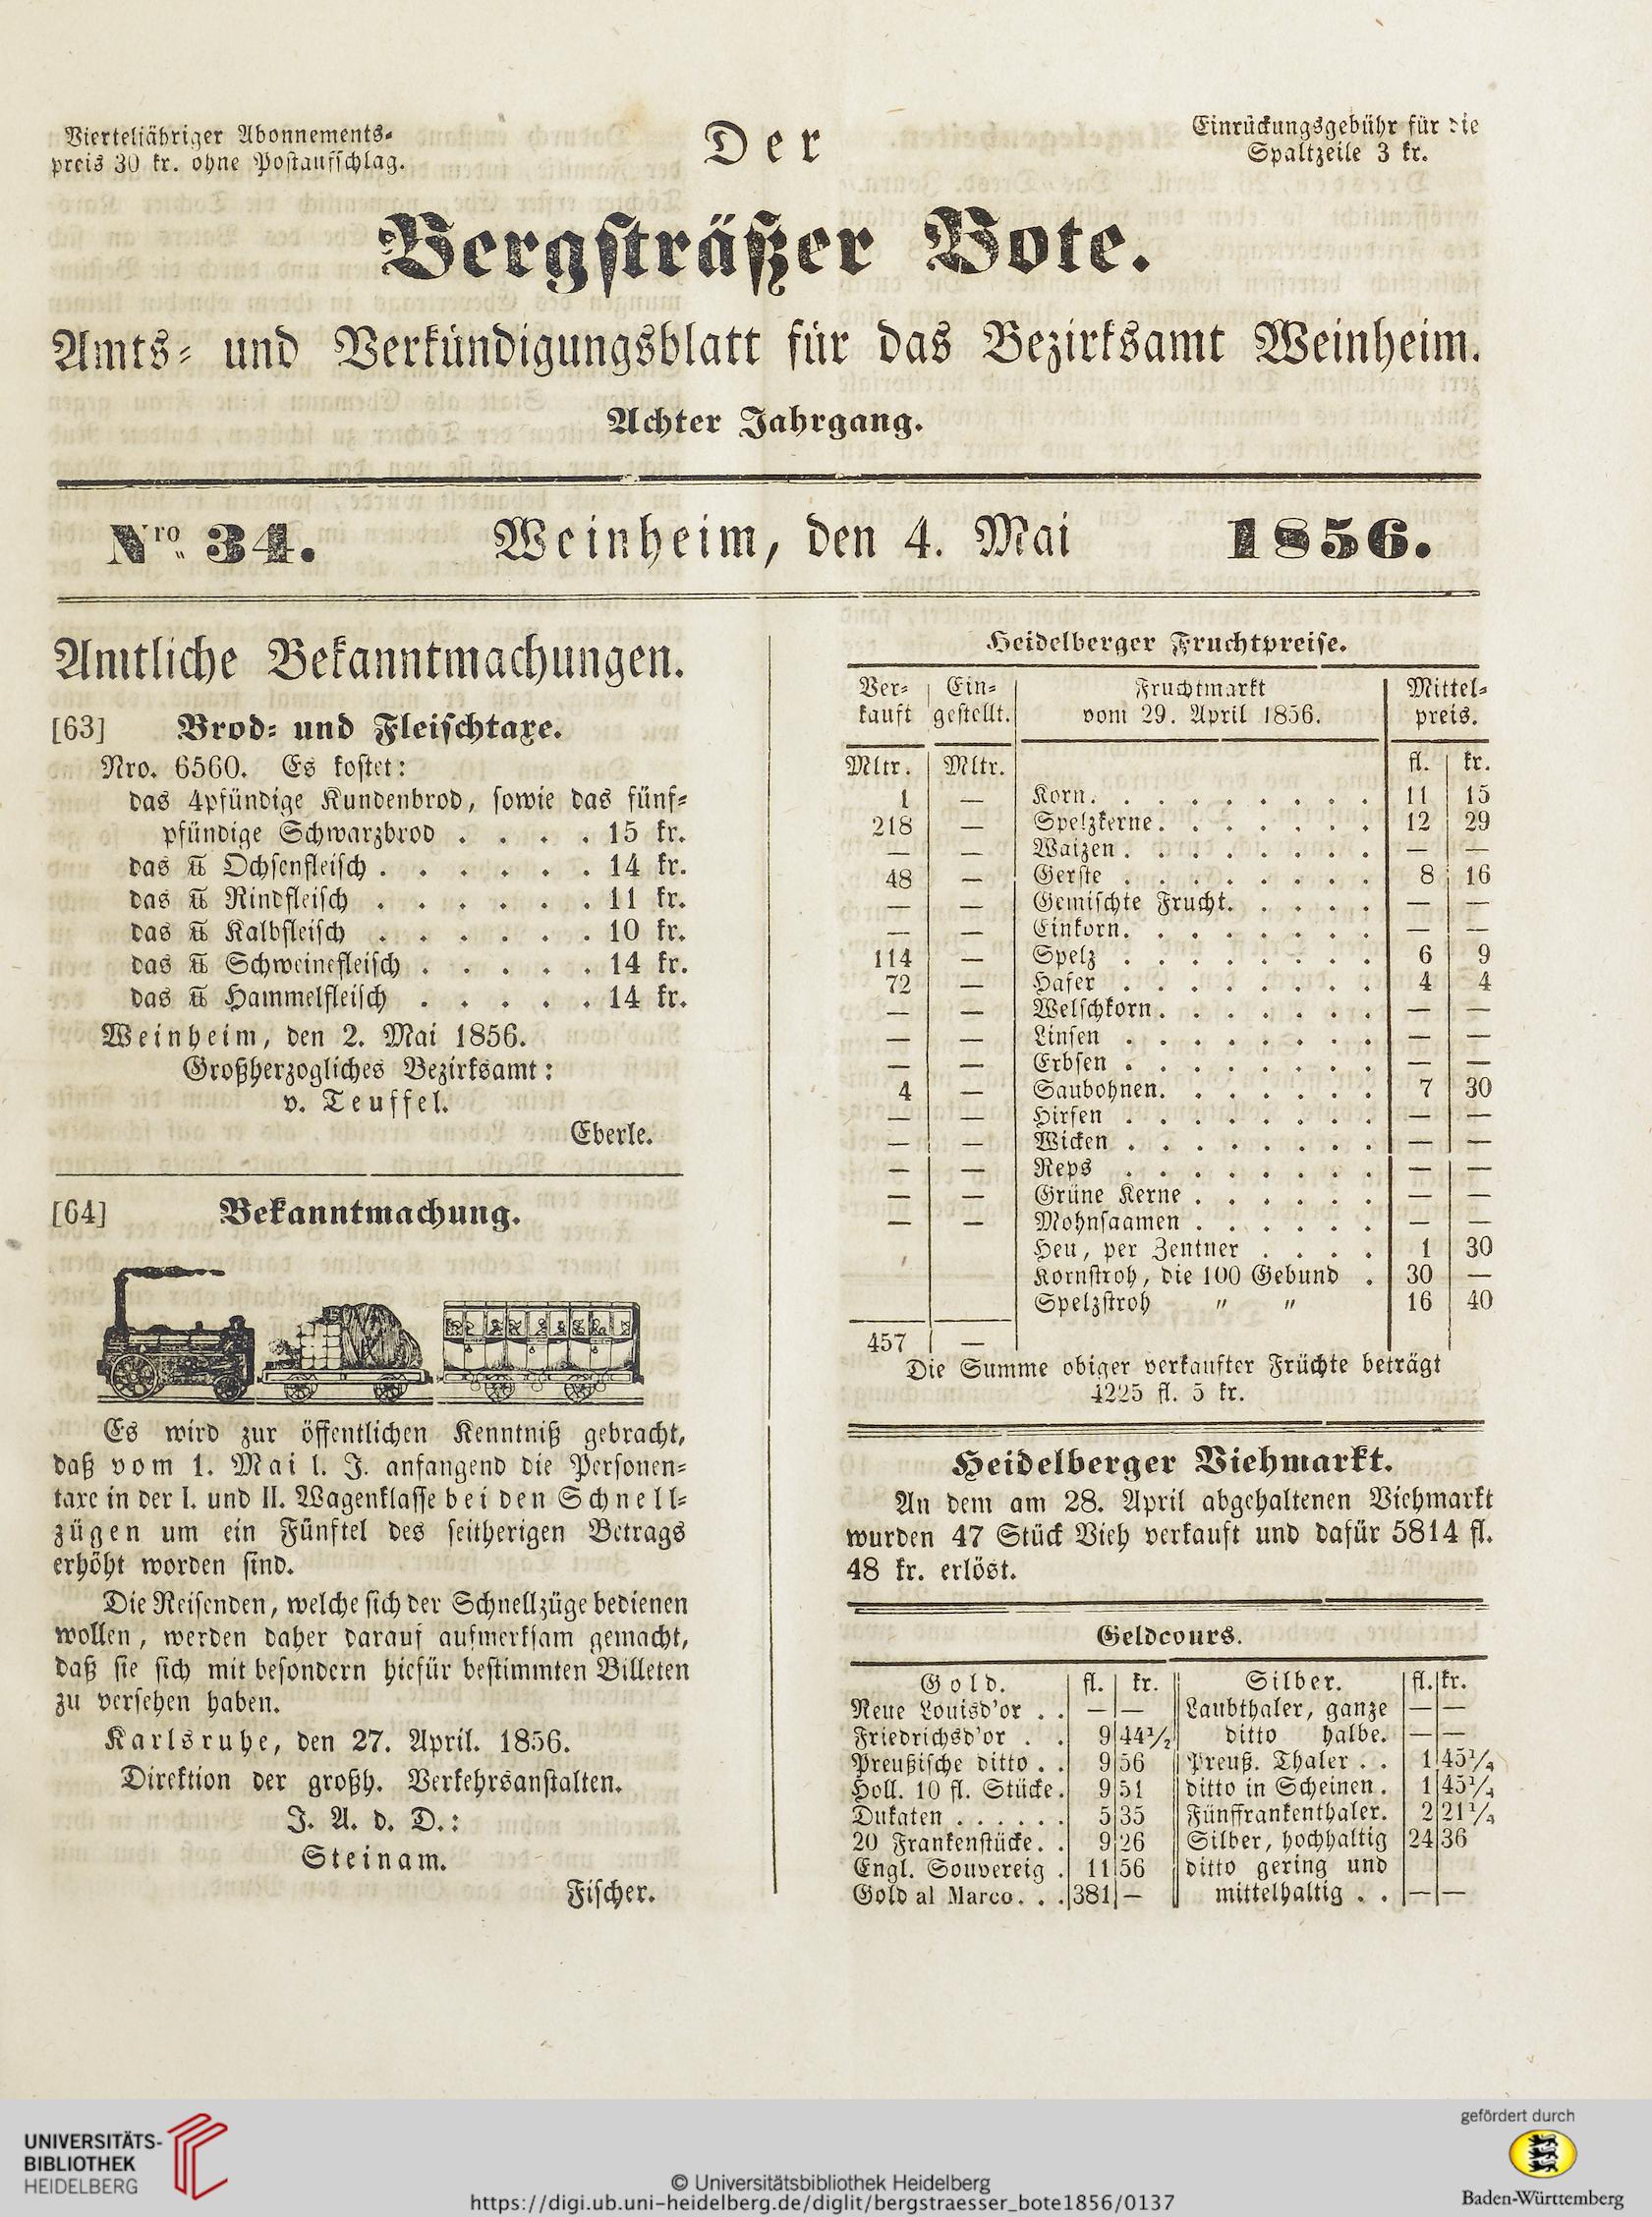 Vierteljähriger Abonnements-
preis 30 kr. ohne Postaufschlag.
Der
Einrückungsgebühr für die
Spaltzeile 3 kr.
Bergsträßer Bote.
Amts- und Verkündigungsblatt für das Bezirksamt Weinheim.
Achter Jahrgang.
Nro. 34. Weinheim, den 4. Mai 1856.
Amtliche Bekanntmachungen.
[63] Brod- und Fleischtaxe.
Nro. 6560. Es kostet:
das 4pfündige Kundenbrod, sowie das fünf-
pfündige Schwarzbrod . . . . 15 kr.
das ℔ Ochsenfleisch . . . . . . 14 kr.
das ℔ Rindfleisch . . . . . . 11 kr.
das ℔ Kalbfleisch . . . . . . 10 kr.
das ℔ Schweinefleisch . . . . . 14 kr.
das ℔ Hammelfleisch . . . . . 14 kr.
Weinheim, den 2. Mai 1856.
Großherzogliches Bezirksamt:
v. Teuffel.
Eberle.
[64] Bekanntmachung.
Es wird zur öffentlichen Kenntniß gebracht,
daß vom 1. Mai l. J. anfangend die Personen-
taxe in der I. und II. Wagenklasse bei den Schnell-
zügen um ein Fünftel des seitherigen Betrags
erhöht worden sind.
Die Reisenden, welche sich der Schnellzüge bedienen
wollen, werden daher darauf aufmerksam gemacht,
daß sie sich mit besondern hiefür bestimmten Billeten
zu versehen haben.
Karlsruhe, den 27. April. 1856.
Direktion der großh. Verkehrsanstalten.
J. A. d. D.:
Steinam.
Fischer.
Heidelberger Fruchtpreise.
Ver- Ein- Fruchtmarkt Mittel-
kauft gestellt. vom 29. April 1856. preis.
Mltr. Mltr. fl. kr.
1 — Korn. . . . . . . . . 11 15
218 — Spelzkerne. . . . . . . 12 29
— — Waizen . . . . . . . . — —
48 — Gerste . . . . . . . . 8 16
— — Gemischte Frucht. . . . . — —
— — Einkorn. . . . . . . . — —
114 — Spelz . . . . . . . . 6 9
72 — Hafer . . . . . . . . 4 4
— — Welschkorn. . . . . . . — —
— — Linsen . . . . . . . . — —
— — Erbsen . . . . . . . . — —
4 — Saubohnen. . . . . . . 7 30
— — Hirsen . . . . . . . . — —
— — Wicken . . . . . . . . — —
— — Reps . . . . . . . . — —
— — Grüne Kerne . . . . . . — —
— — Mohnsaamen . . . . . . — —
Heu, per Zentner . . . . 1 30
Kornstroh, die 100 Gebund . 30 —
Spelzstroh " " 16 40
457 —
Die Summe obiger verkaufter Früchte beträgt
4225 fl. 5 kr.
Heidelberger Viehmarkt.
An dem am 28. April abgehaltenen Viehmarkt
wurden 47 Stück Vieh verkauft und dafür 5814 fl.
48 kr. erlöst.
Geldcours.
Gold. fl. kr. Silber. fl. kr.
Neue Louisd'or . . — — Laubthaler, ganze — —
Friedrichsd'or . . 9 44½ ditto halbe. — —
Preußische ditto . . 9 56 Preuß. Thaler . . 1 45¼
Holl. 10 fl. Stücke. 9 51 ditto in Scheinen . 1 45¼
Dukaten . . . . . . 5 35 Fünffrankenthaler. 2 21¼
20 Frankenstücke. . 9 26 Silber, hochhaltig 24 36
Engl. Souvereig . 11 56 ditto gering und
Gold al Marco. . . 381 — mittelhaltig . . — —
UNIVERSITÄTS-
BIBLIOTHEK
HEIDELBERG
© Universitätsbibliothek Heidelberg
https://digi.ub.uni-heidelberg.de/diglit/bergstraesser_bote1856/0137
gefördert durch
Baden-Württemberg